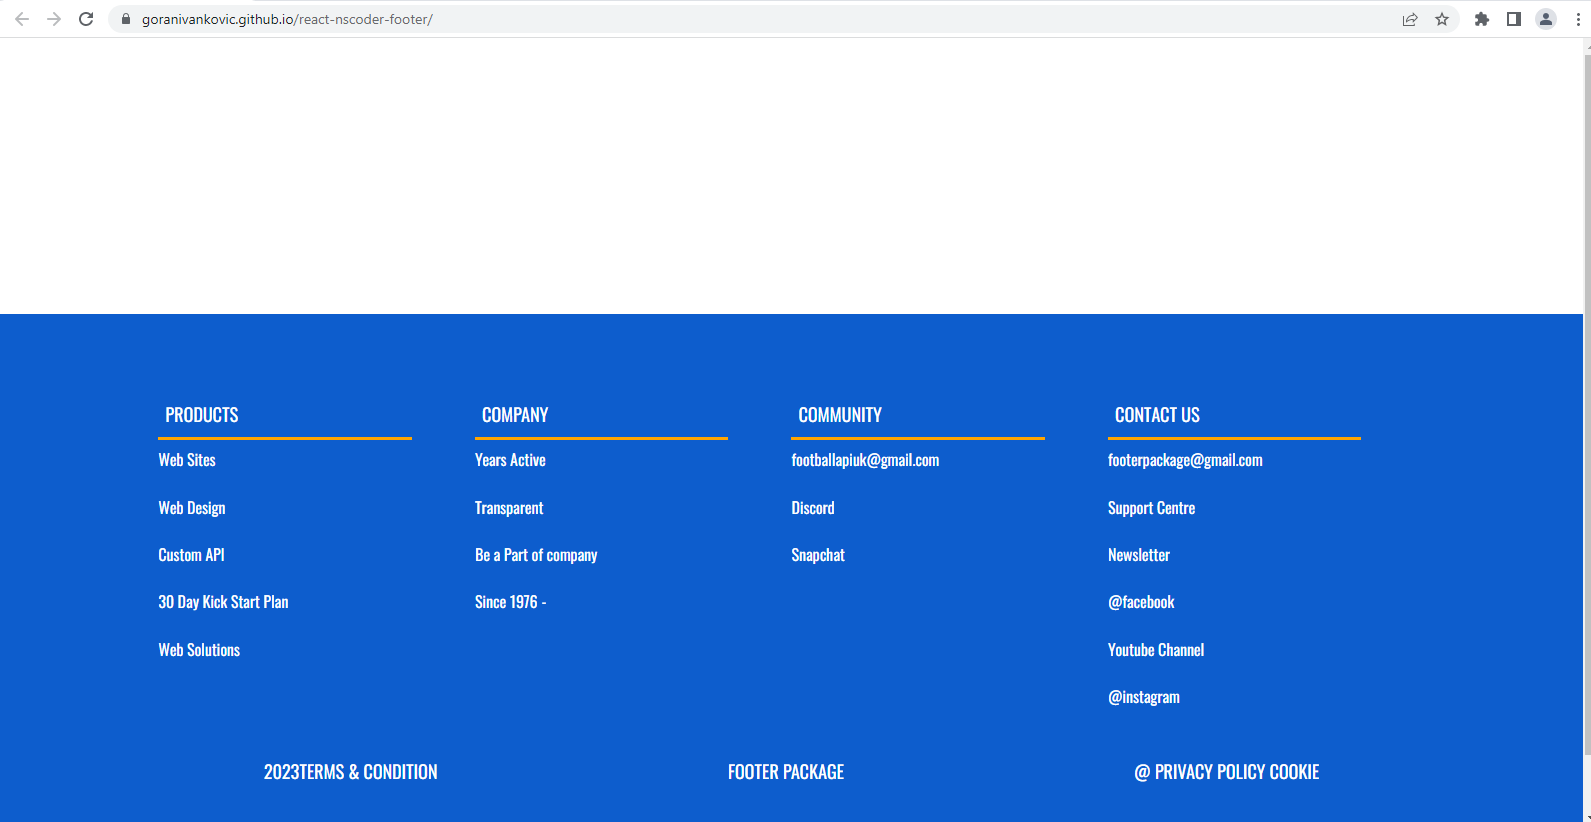 goranivankovic.github.io/react-nscoder-footer/
PRODUCTS
Web Sites
Web Design
Custom API
30 Day Kick Start Plan
Web Solutions
COMPANY
Years Active
Transparent
Be a Part of company
Since 1976 -
COMMUNITY
footballapiuk@gmail.com
Discord
Snapchat
CONTACT US
footerpackage@gmail.com
Support Centre
Newsletter
@facebook
Youtube Channel
@instagram
2023TERMS & CONDITION
FOOTER PACKAGE
@ PRIVACY POLICY COOKIE